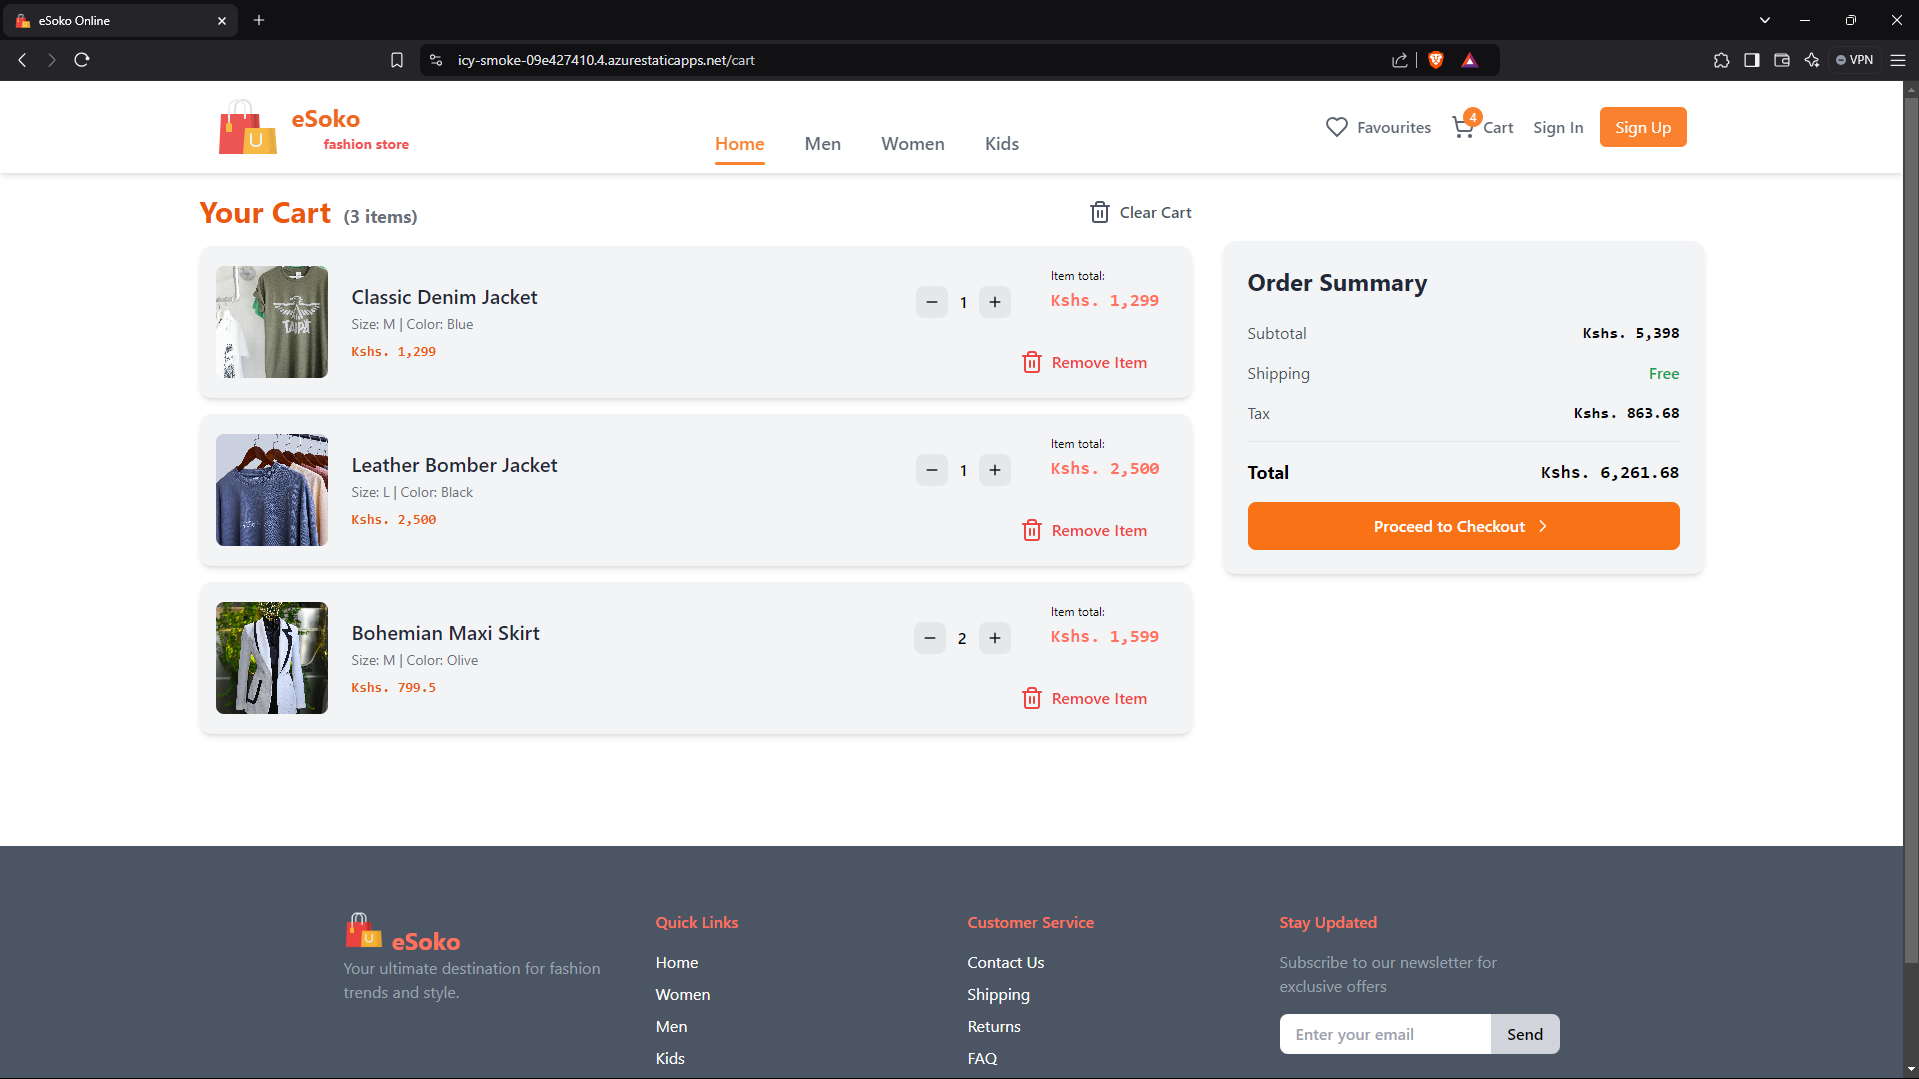 eSoko Online
icy-smoke-09e427410.4.azurestaticapps.net/cart
VPN
eSoko
fashion store
Home
Men
Women
Kids
Favourites
4
Cart
Sign In
Sign Up
Your Cart (3 items)
Clear Cart
TAIPA
Classic Denim Jacket
Size: M | Color: Blue
Kshs. 1,299
1
Item total:
Kshs. 1,299
Remove Item
Leather Bomber Jacket
Size: L | Color: Black
Kshs. 2,500
1
Item total:
Kshs. 2,500
Remove Item
Bohemian Maxi Skirt
Size: M | Color: Olive
Kshs. 799.5
2
Item total:
Kshs. 1,599
Remove Item
Order Summary
Subtotal Kshs. 5,398
Shipping Free
Tax Kshs. 863.68
Total Kshs. 6,261.68
Proceed to Checkout
U eSoko
Your ultimate destination for fashion
trends and style.
Quick Links
Home
Women
Men
Kids
Customer Service
Contact Us
Shipping
Returns
FAQ
Stay Updated
Subscribe to our newsletter for
exclusive offers
Enter your email
Send